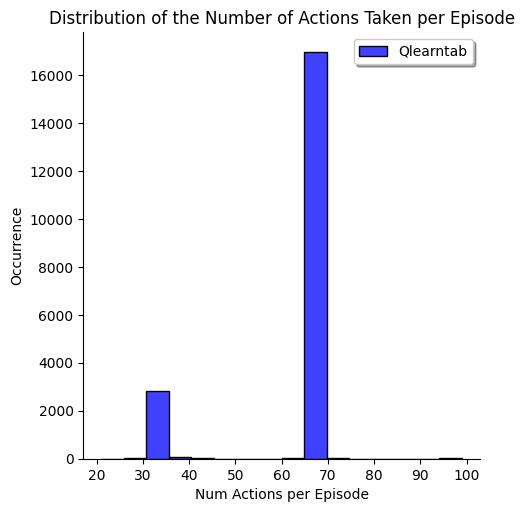 Distribution of the Number of Actions Taken per Episode
Qlearntab
16000
14000
12000
10000
8000
6000
4000
2000
0
Occurrence
20 30 40 50 60 70 80 90 100
Num Actions per Episode